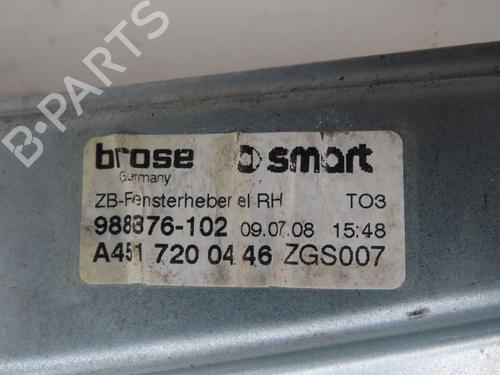 B-PARTS
brose smart
Germany
ZB-Fensterheber el RH TO3
988376-102 09.07.08 15:48
A451 720 04 46 ZGS007